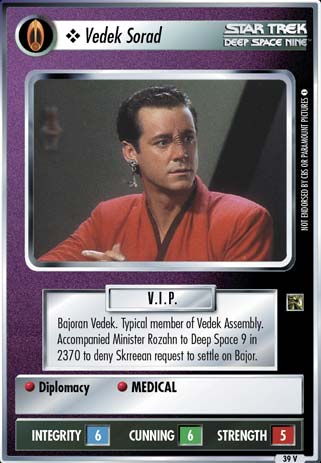 ❖ Vedek Sorad
STAR TREK
DEEP SPACE NINE
NOT ENDORSED BY CBS OR PARAMOUNT PICTURES
V.I.P.
Bajoran Vedek. Typical member of Vedek Assembly.
Accompanied Minister Rozahn to Deep Space 9 in
2370 to deny Skrreean request to settle on Bajor.
Diplomacy MEDICAL
INTEGRITY 6 CUNNING 6 STRENGTH 5
39 V